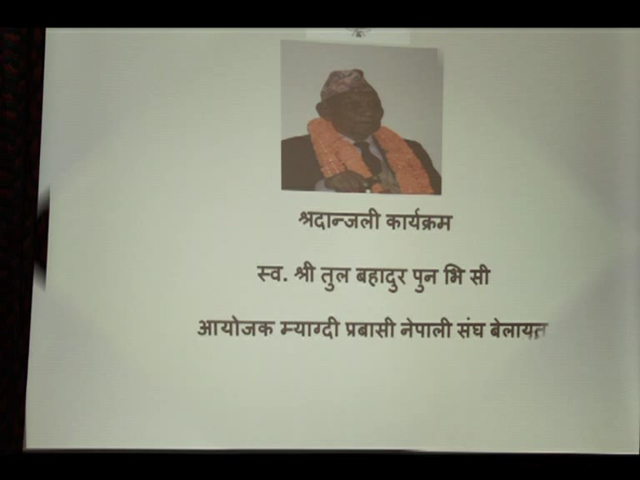 श्रदान्जली कार्यक्रम
स्व. श्री तुल बहादुर पुन भि सी
आयोजक म्याग्दी प्रबासी नेपाली संघ बेलायत